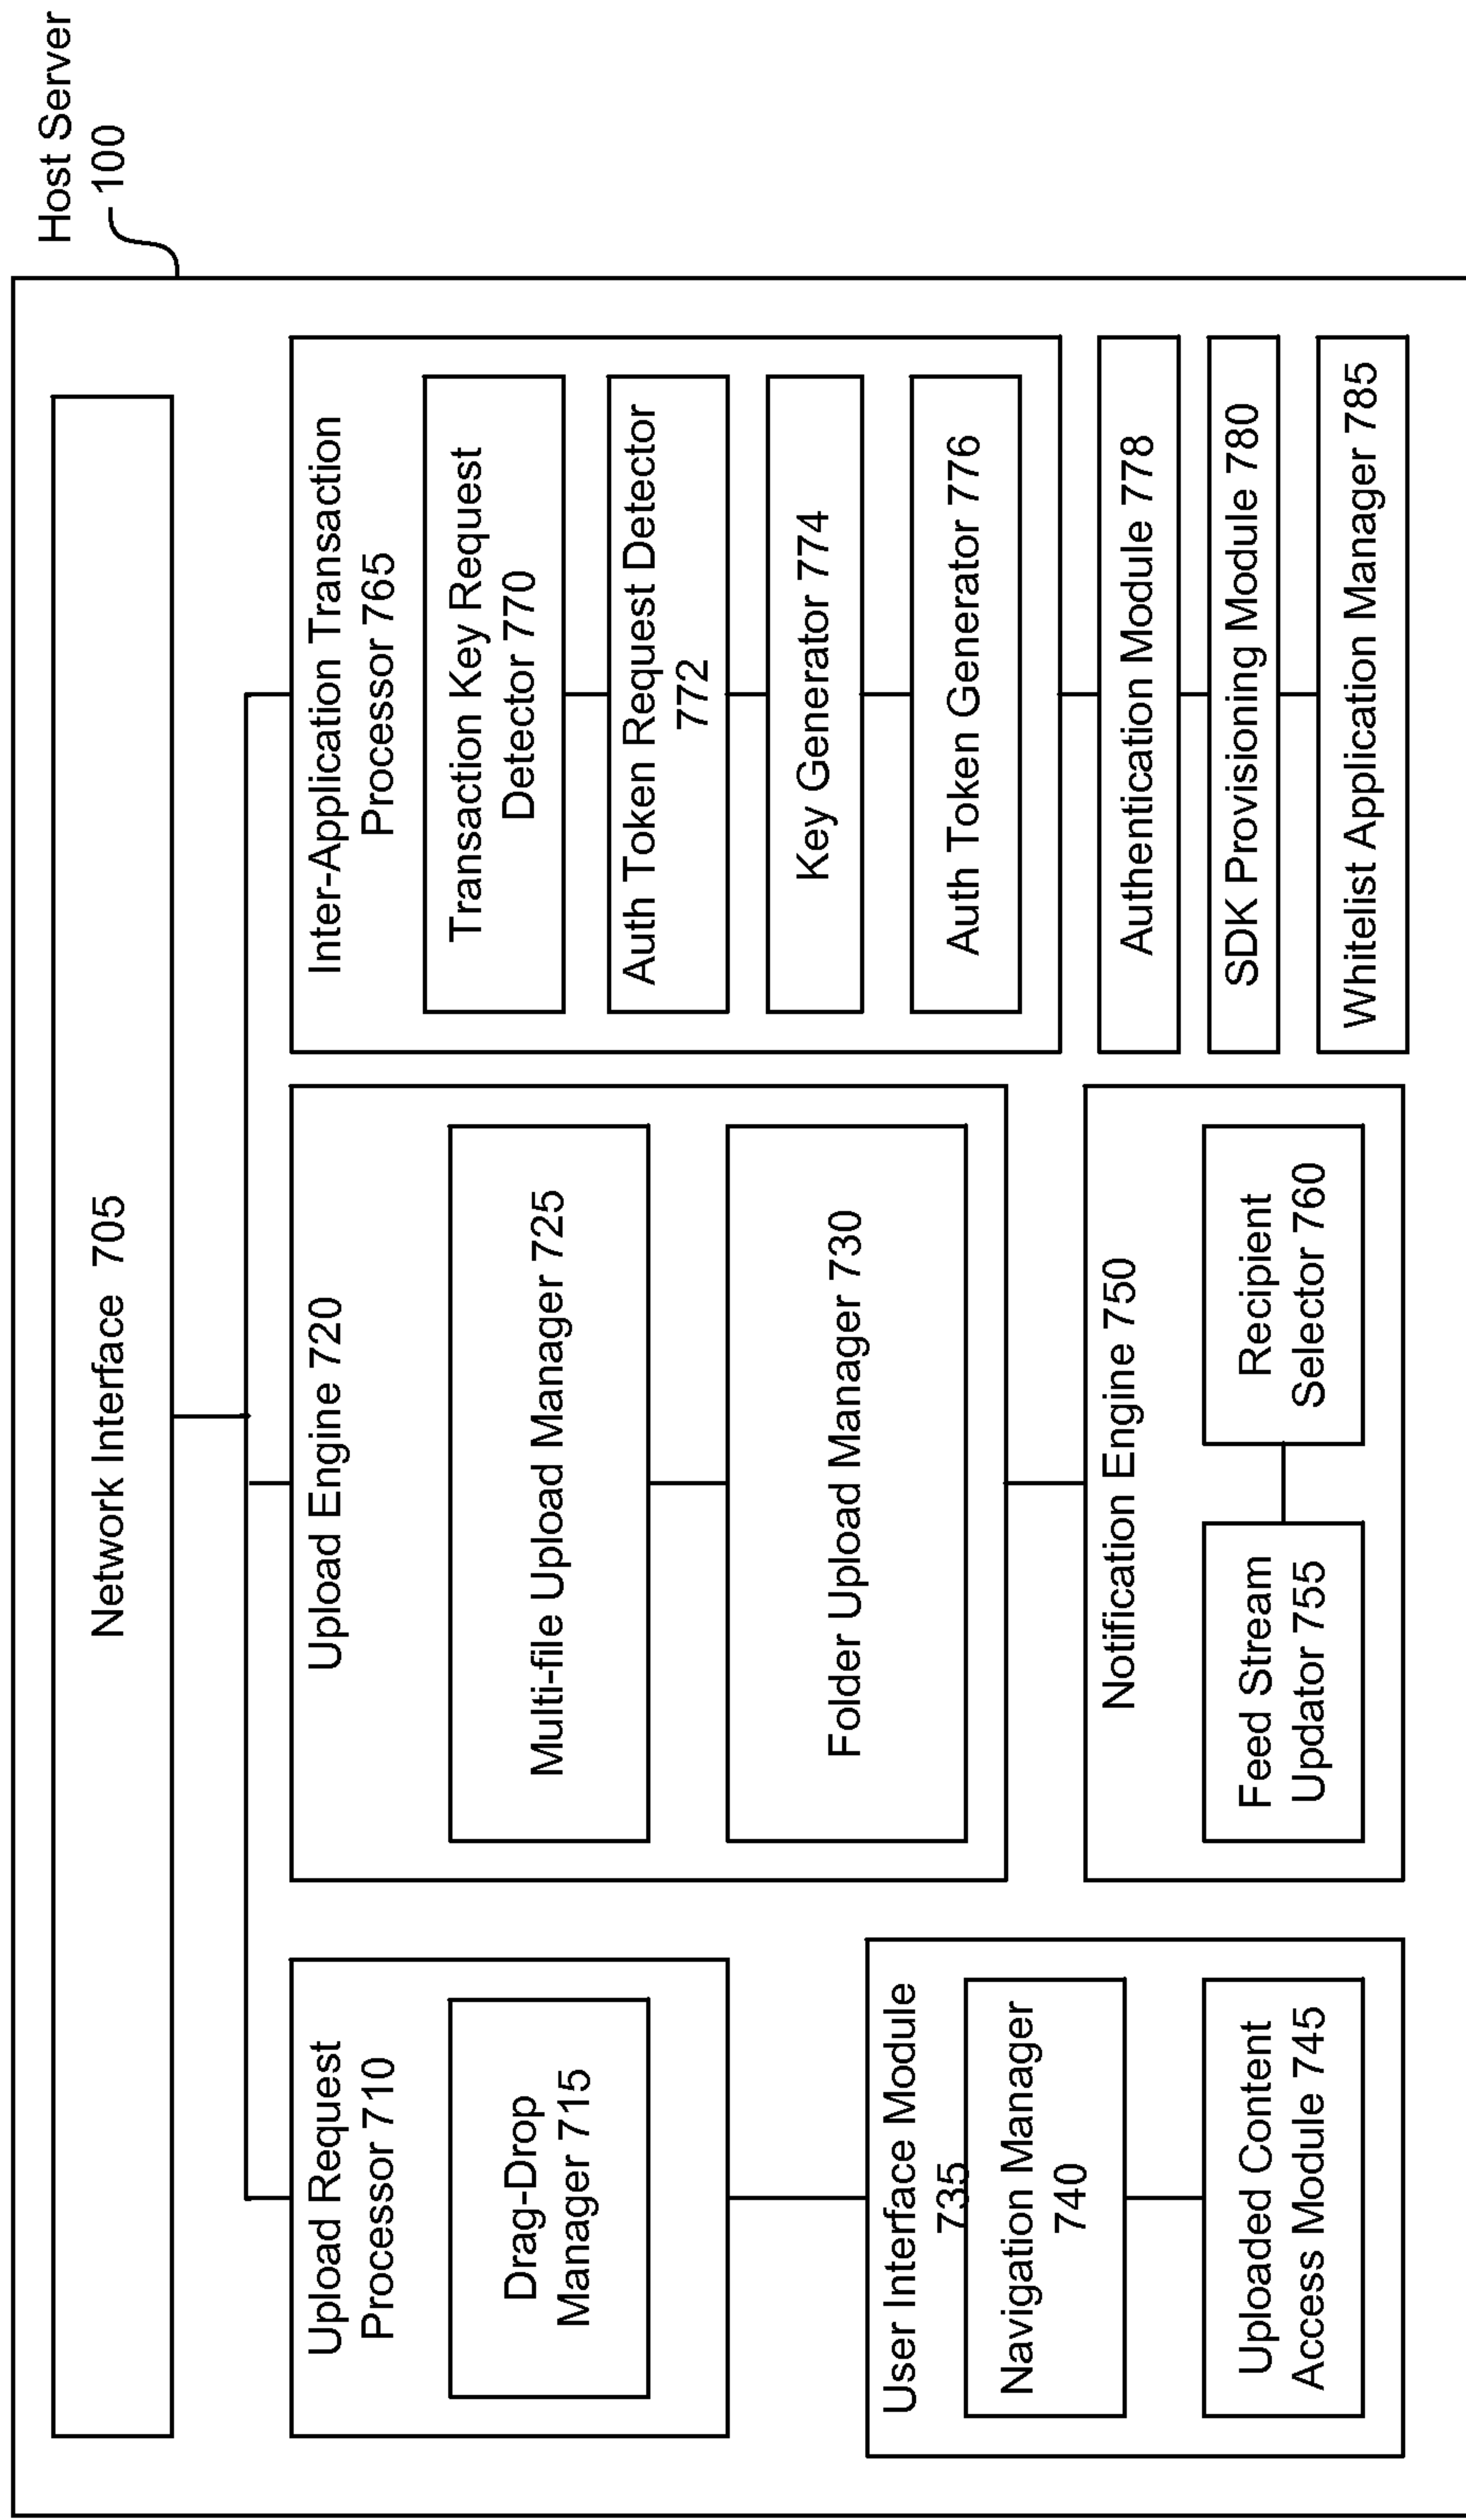 Host Server
100
Network Interface 705
Upload Request
Processor 710
Drag-Drop
Manager 715
User Interface Module
735
Navigation Manager
740
Uploaded Content
Access Module 745
Upload Engine 720
Multi-file Upload Manager 725
Folder Upload Manager 730
Notification Engine 750
Feed Stream
Updator 755
Recipient
Selector 760
Inter-Application Transaction
Processor 765
Transaction Key Request
Detector 770
Auth Token Request Detector
772
Key Generator 774
Auth Token Generator 776
Authentication Module 778
SDK Provisioning Module 780
Whitelist Application Manager 785